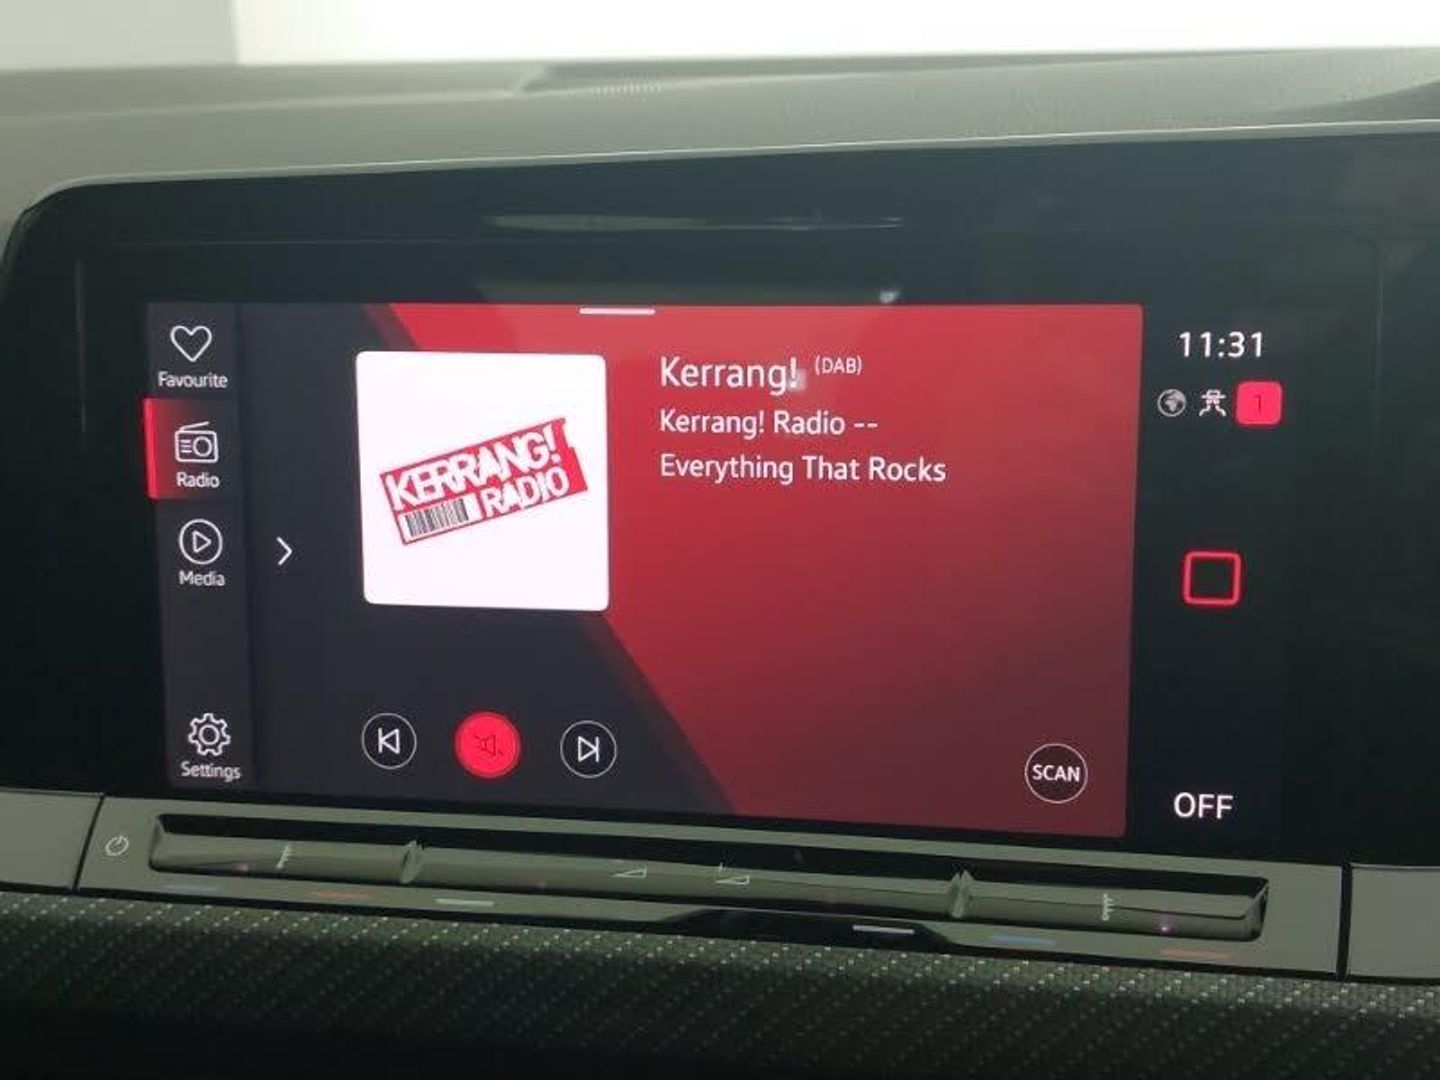 Favourite
Radio
Media
Settings
KERRANG!
RADIO
Kerrang! (DAB)
Kerrang! Radio --
Everything That Rocks
SCAN
11:31
1
OFF